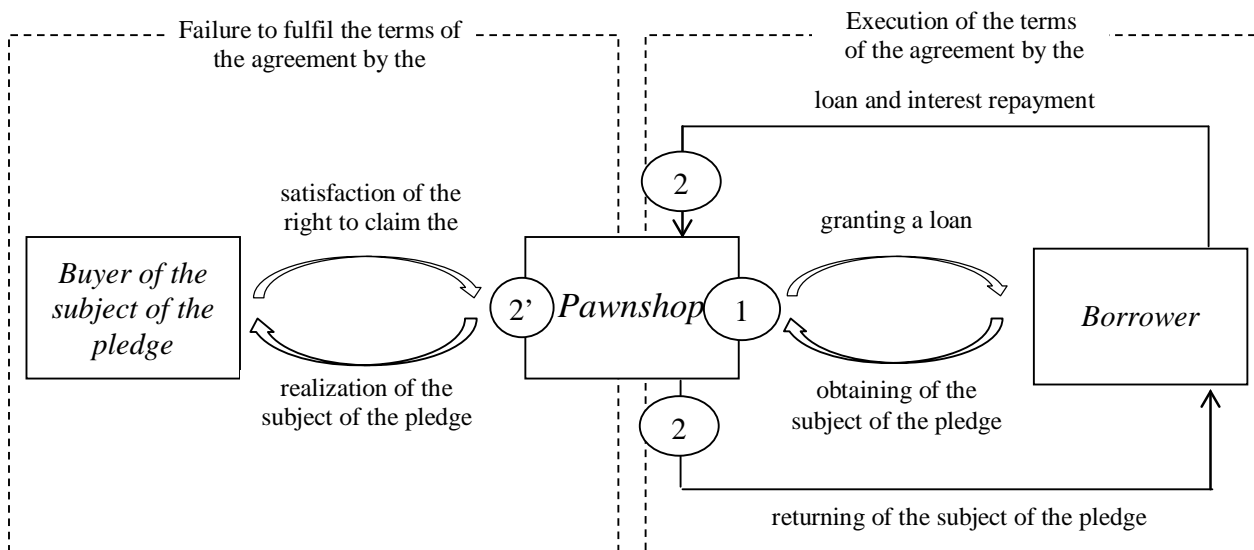 Failure to fulfil the terms of
the agreement by the
Execution of the terms
of the agreement by the
loan and interest repayment
2
satisfaction of the
right to claim the
granting a loan
Buyer of the
subject of the
pledge
2’
Pawnshop
1
Borrower
realization of the
subject of the pledge
obtaining of the
subject of the pledge
2
returning of the subject of the pledge